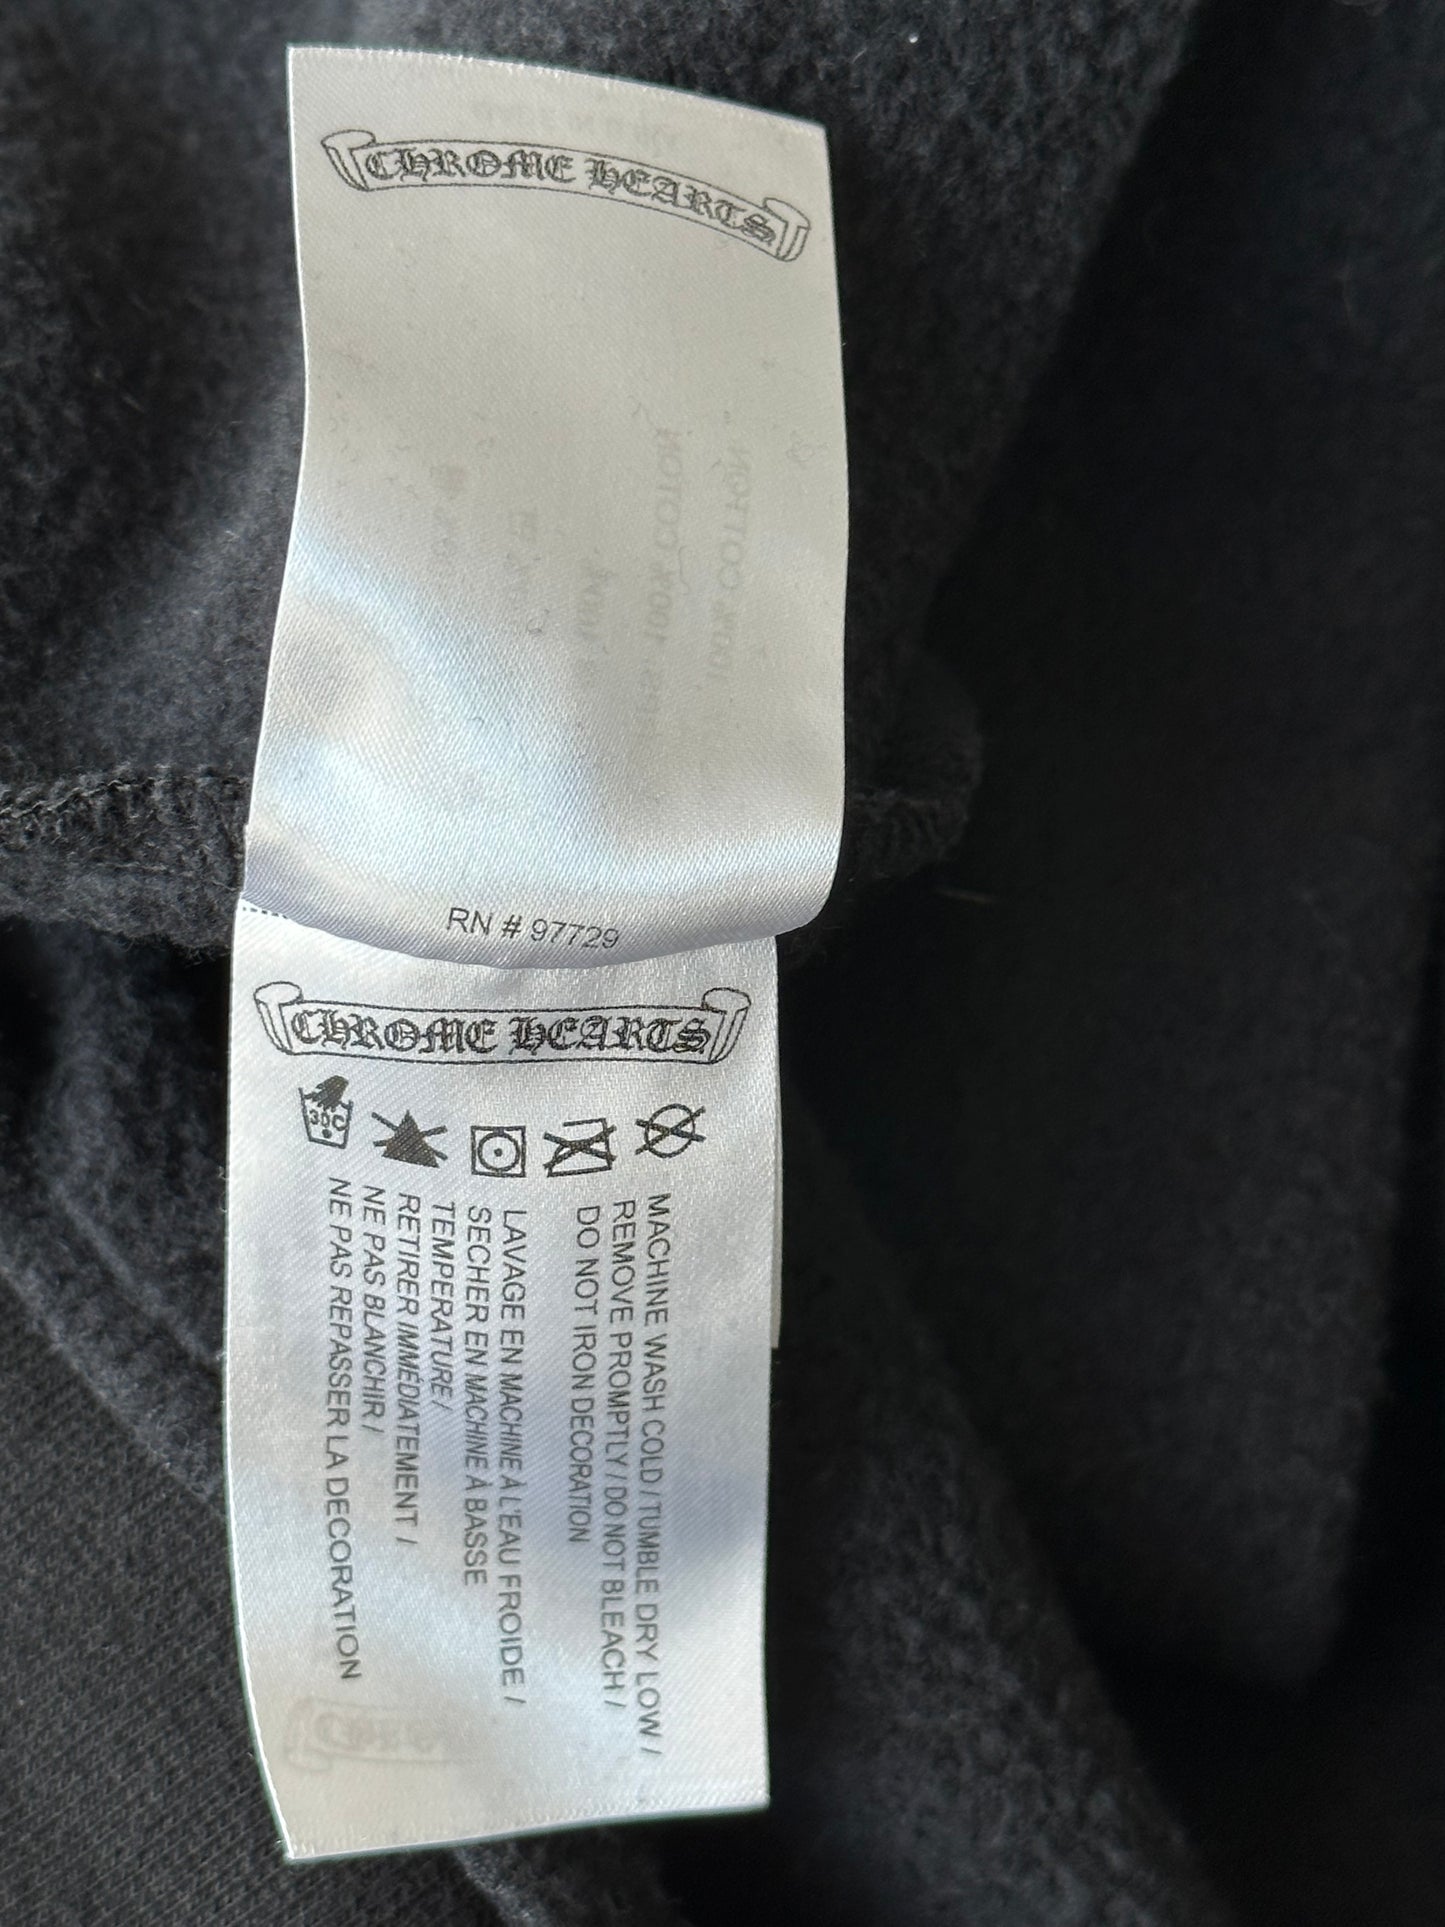 CHROME HEARTS
RN # 97729
CHROME HEARTS
30C
MACHINE WASH COLD / TUMBLE DRY LOW /
REMOVE PROMPTLY / DO NOT BLEACH /
DO NOT IRON DECORATION
LAVAGE EN MACHINE À L'EAU FROIDE /
SECHER EN MACHINE À BASSE
TEMPERATURE /
RETIRER IMMÉDIATEMENT /
NE PAS BLANCHIR /
NE PAS REPASSER LA DECORATION